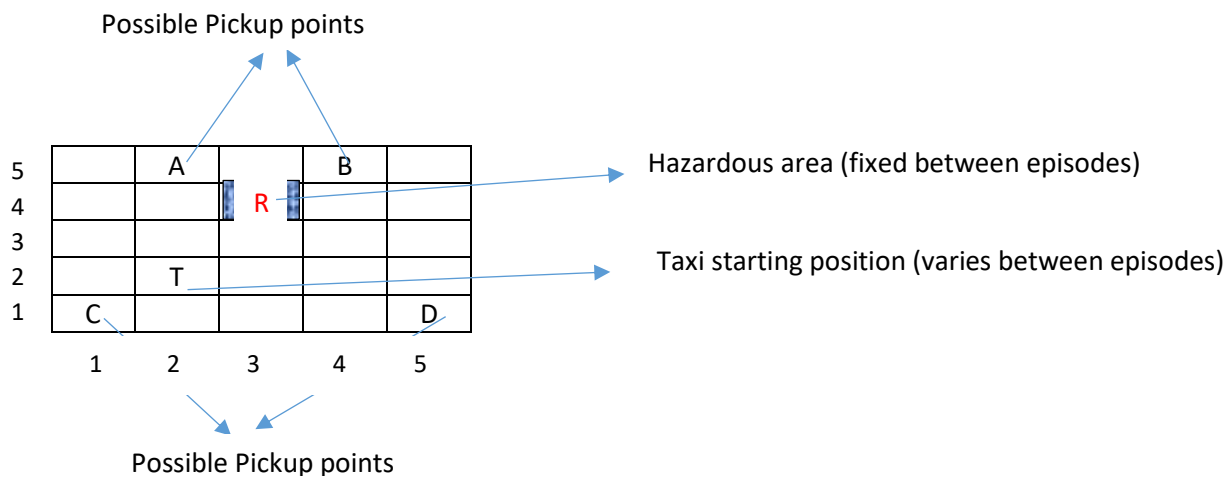 Possible Pickup points
5 A B
Hazardous area (fixed between episodes)
4 R
3
2 T
Taxi starting position (varies between episodes)
1 C D
1 2 3 4 5
Possible Pickup points